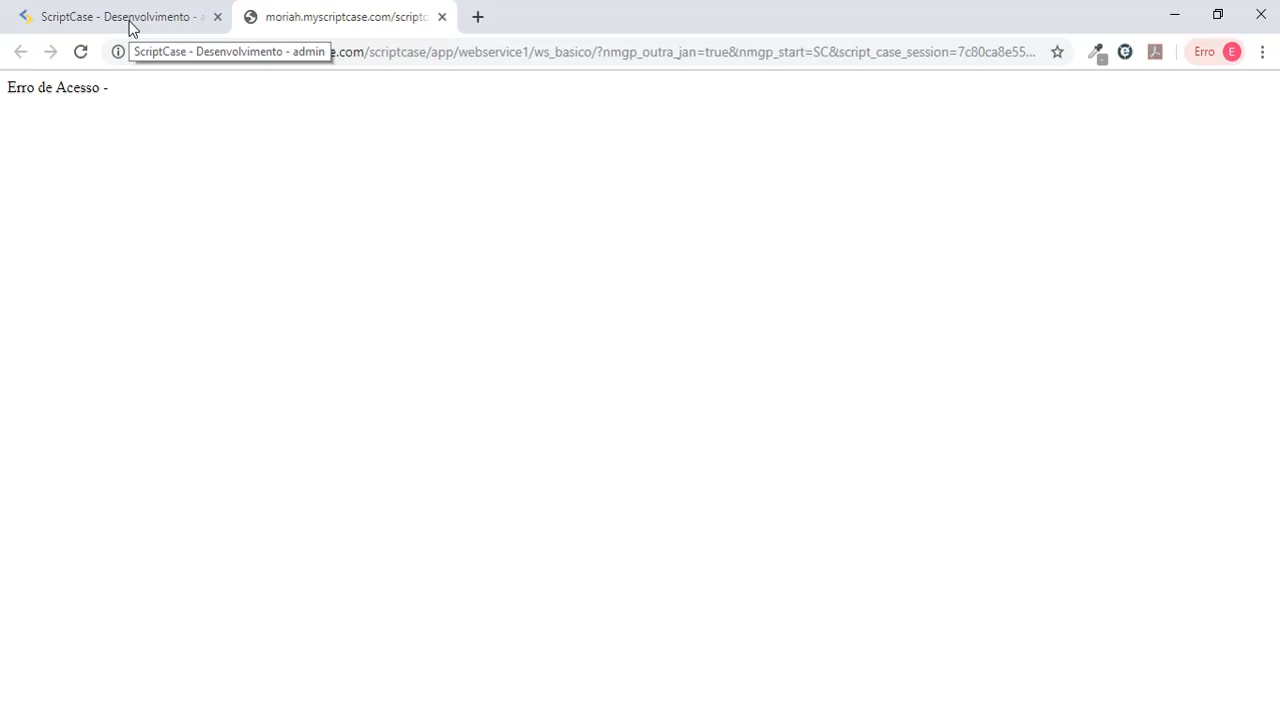 ScriptCase - Desenvolvimento - a
moriah.myscriptcase.com/scriptc
ScriptCase - Desenvolvimento - admin
e.com/scriptcase/app/webservice1/ws_basico/?nmgp_outra_jan=true&nmgp_start=SC&script_case_session=7c80ca8e55...
Erro E
Erro de Acesso -